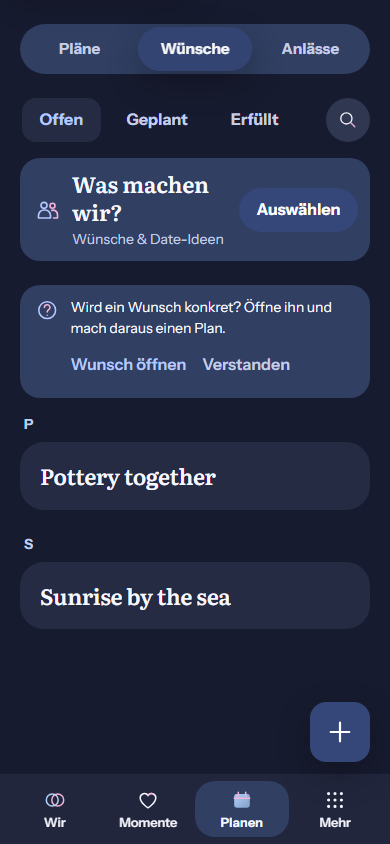 Pläne Wünsche Anlässe
Offen Geplant Erfüllt
Was machen
wir?
Wünsche & Date-Ideen
Auswählen
Wird ein Wunsch konkret? Öffne ihn und
mach daraus einen Plan.
Wunsch öffnen Verstanden
P
Pottery together
S
Sunrise by the sea
Wir Momente Planen Mehr